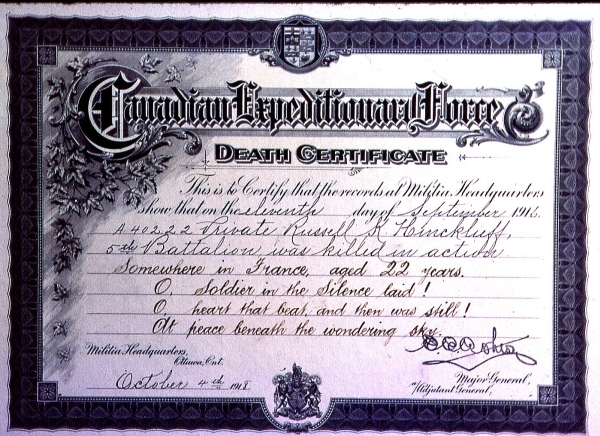 Canadian Expeditionary Force
DEATH CERTIFICATE
This is to Certify that the records at Militia Headquarters
show that on the eleventh day of September 1916.
A40222 Private Russell
5th Battalion was killed in action
Somewhere in France, aged 22 years.
O, Soldier in the Silence laid!
O, heart that beat, and then was still!
At peace beneath the wondering sky.
Militia Headquarters,
Ottawa, Ont.
October 4th 1918
Major General,
Adjutant General,